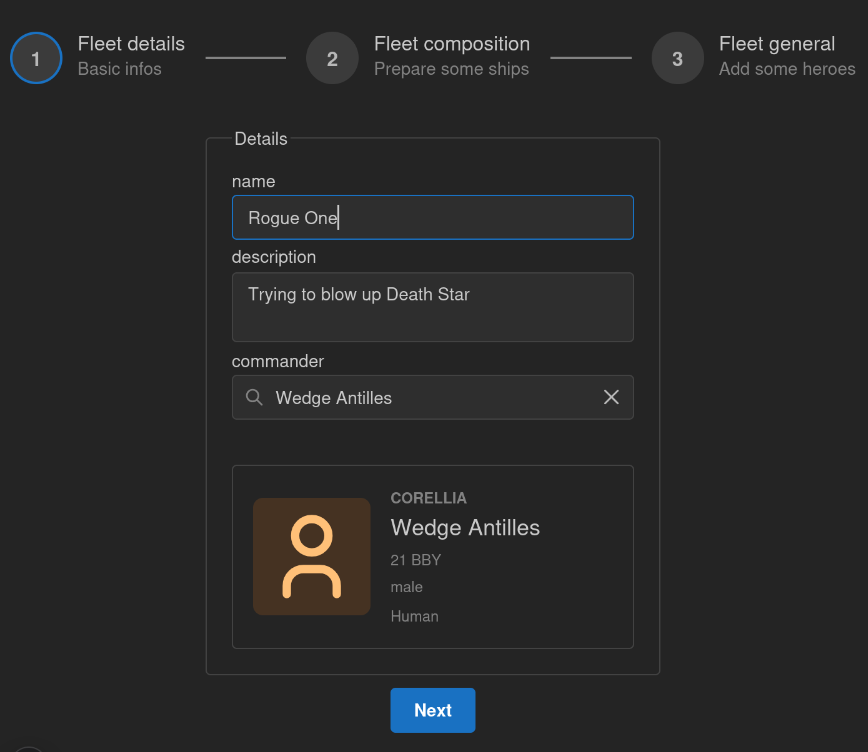 1
Fleet details
Basic infos
2
Fleet composition
Prepare some ships
3
Fleet general
Add some heroes
Details
name
Rogue One
description
Trying to blow up Death Star
commander
Wedge Antilles
CORELLIA
Wedge Antilles
21 BBY
male
Human
Next